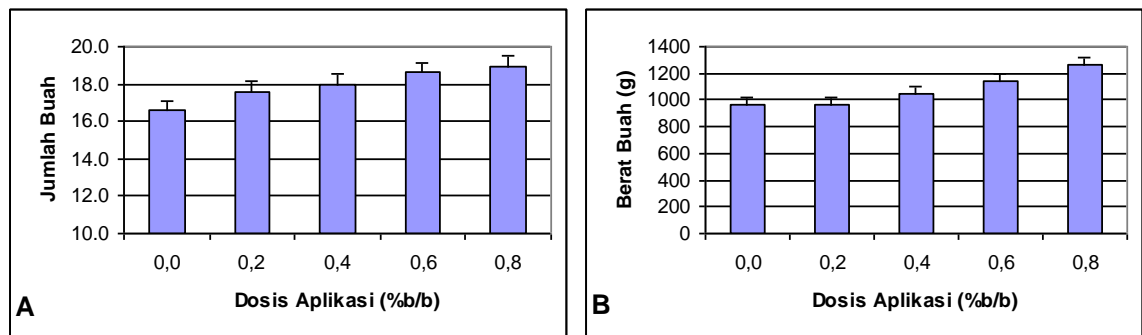 20.0
18.0
16.0
14.0
12.0
10.0
Jumlah Buah
0,0 0,2 0,4 0,6 0,8
Dosis Aplikasi (%b/b)
A
1400
1200
1000
800
600
400
200
0
Berat Buah (g)
0,0 0,2 0,4 0,6 0,8
Dosis Aplikasi (%b/b)
B